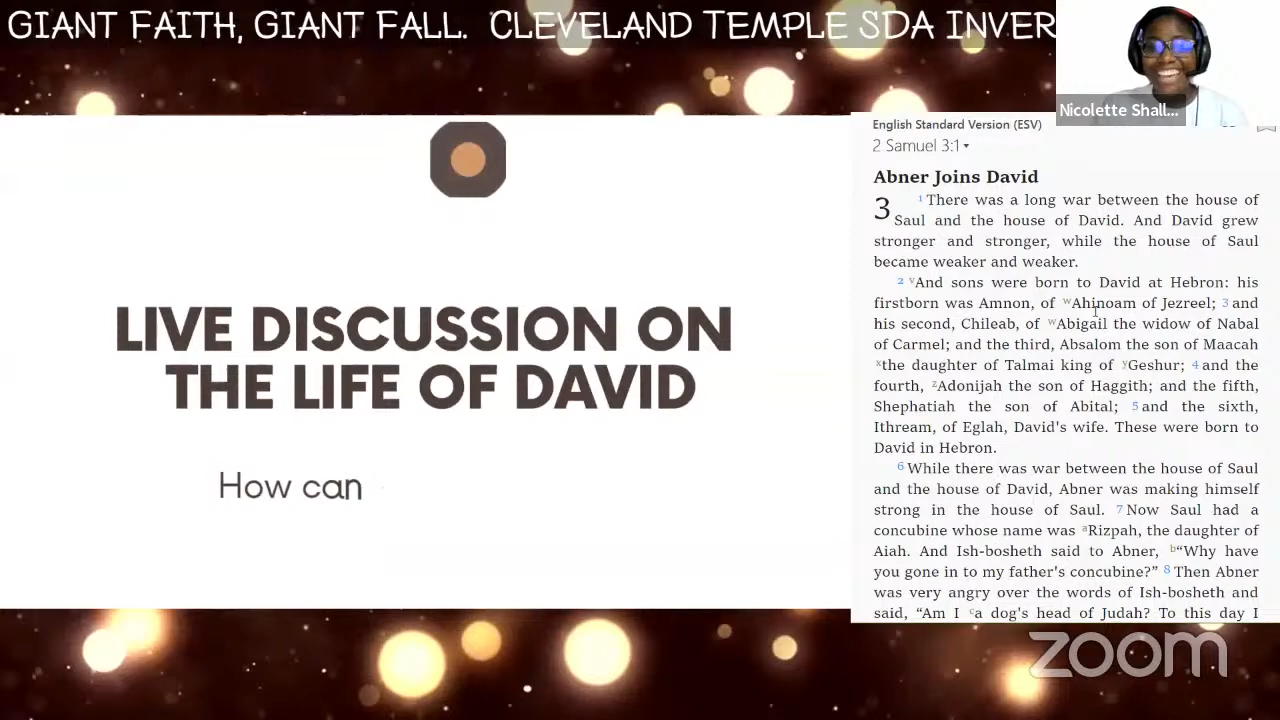 GIANT FAITH, GIANT FALL. CLEVELAND TEMPLE SDA INVER
Nicolette Shall...
English Standard Version (ESV)
2 Samuel 3:1
Abner Joins David
3 1 There was a long war between the house of
Saul and the house of David. And David grew
stronger and stronger, while the house of Saul
became weaker and weaker.
2 v And sons were born to David at Hebron: his
firstborn was Amnon, of w Ahinoam of Jezreel; 3 and
his second, Chileab, of w Abigail the widow of Nabal
of Carmel; and the third, Absalom the son of Maacah
x the daughter of Talmai king of y Geshur; 4 and the
fourth, z Adonijah the son of Haggith; and the fifth,
Shephatiah the son of Abital; 5 and the sixth,
Ithream, of Eglah, David's wife. These were born to
David in Hebron.
6 While there was war between the house of Saul
and the house of David, Abner was making himself
strong in the house of Saul. 7 Now Saul had a
concubine whose name was a Rizpah, the daughter of
Aiah. And Ish-bosheth said to Abner, b “Why have
you gone in to my father's concubine?” 8 Then Abner
was very angry over the words of Ish-bosheth and
said, “Am I c a dog's head of Judah? To this day I
LIVE DISCUSSION ON
THE LIFE OF DAVID
How can
zoom